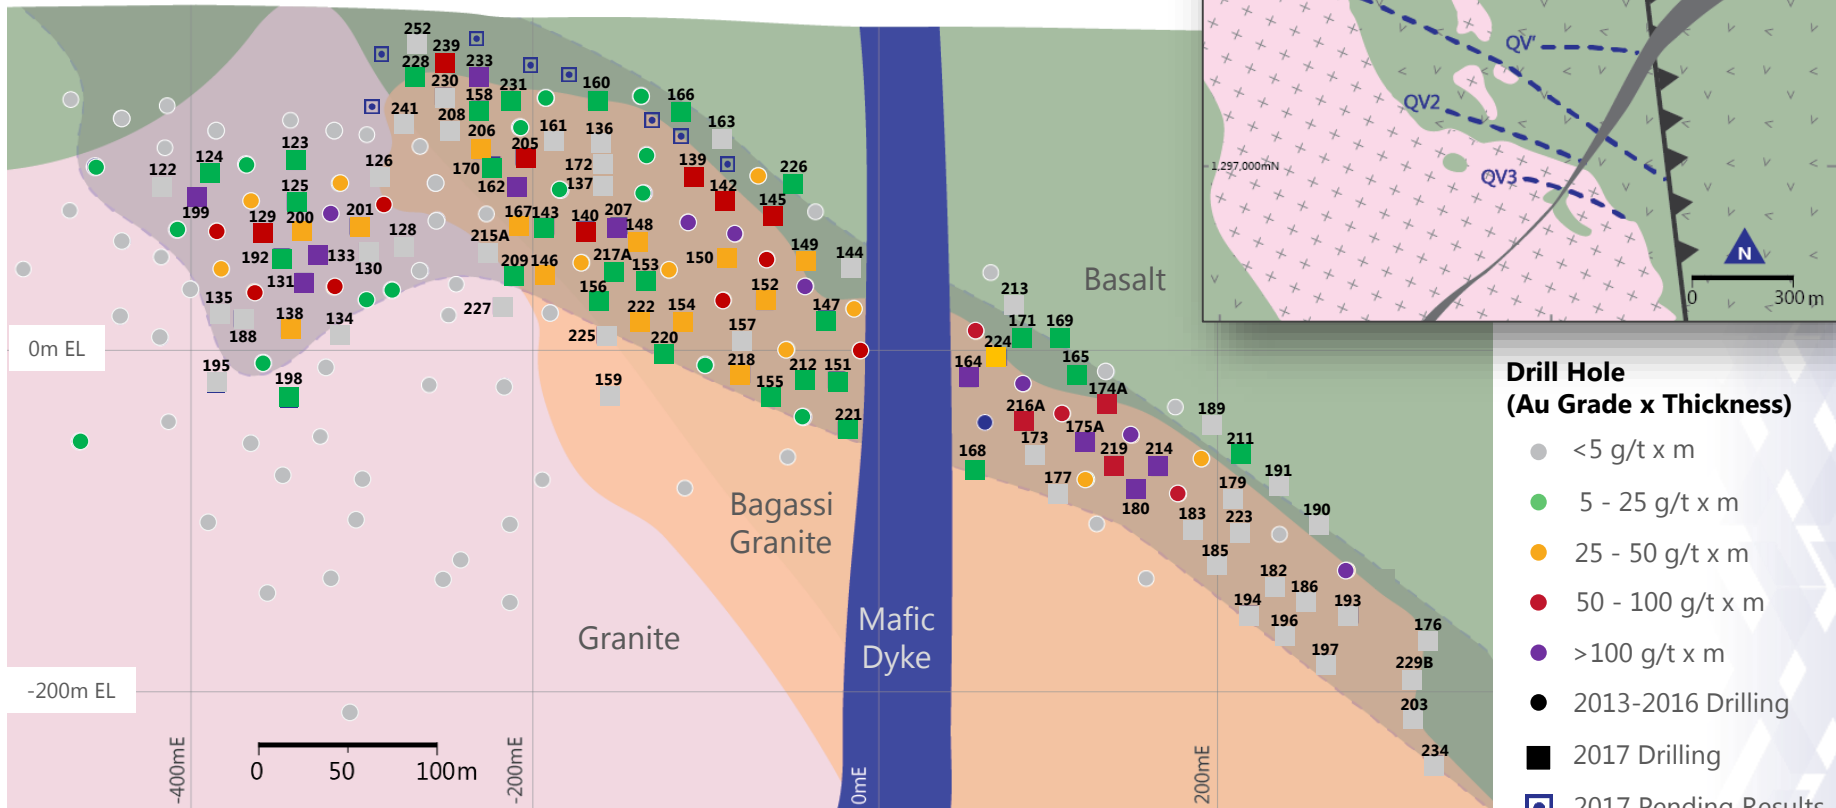 252
239
228
233
230
158
231
160
166
241
208
206
161
136
163
123
205
122
124
126
170
172
139
226
162
137
125
142
199
145
129
200
201
167
143
140
207
148
128
215A
192
133
217A
150
149
144
130
209
146
153
131
156
152
135
138
134
227
222
154
147
188
225
157
220
195
218
212
151
198
159
155
221
213
171
169
224
164
165
174A
216A
189
175A
173
211
168
219
214
191
177
179
180
190
183
223
185
182
186
194
193
196
176
197
229B
203
234
0m EL
-200m EL
-400mE
-200mE
0mE
200mE
0
50
100m
Basalt
Bagassi
Granite
Granite
Mafic
Dyke
QV'
QV2
1,297,000mN
QV3
N
0
300 m
Drill Hole
(Au Grade x Thickness)
<5 g/t x m
5 - 25 g/t x m
25 - 50 g/t x m
50 - 100 g/t x m
>100 g/t x m
2013-2016 Drilling
2017 Drilling
2017 Pending Results